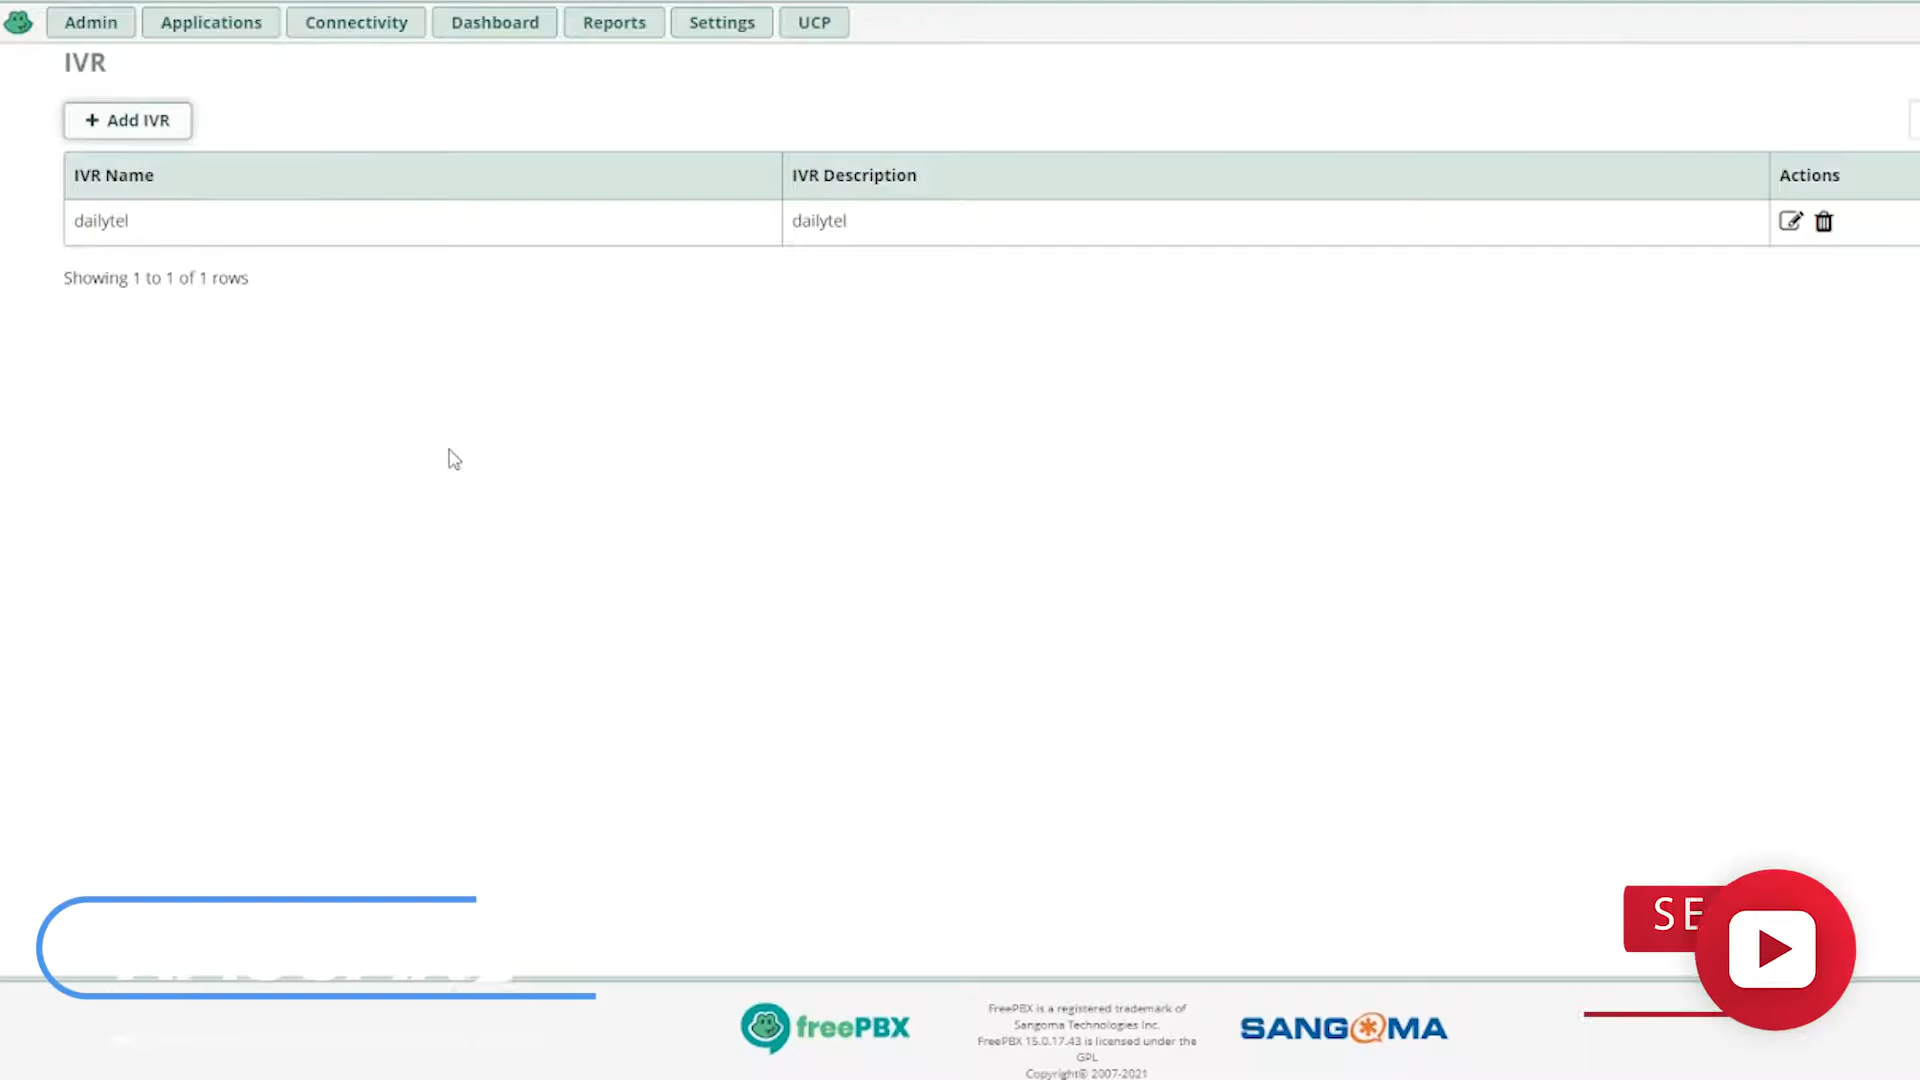 Admin Applications Connectivity Dashboard Reports Settings UCP
IVR
+ Add IVR
IVR Name IVR Description Actions
dailytel dailytel
Showing 1 to 1 of 1 rows
SE
freePBX
FreePBX is a registered trademark of
Sangoma Technologies Inc.
FreePBX 15.0.17.43 is licensed under the
GPL
Copyright© 2007-2021
SANGOMA